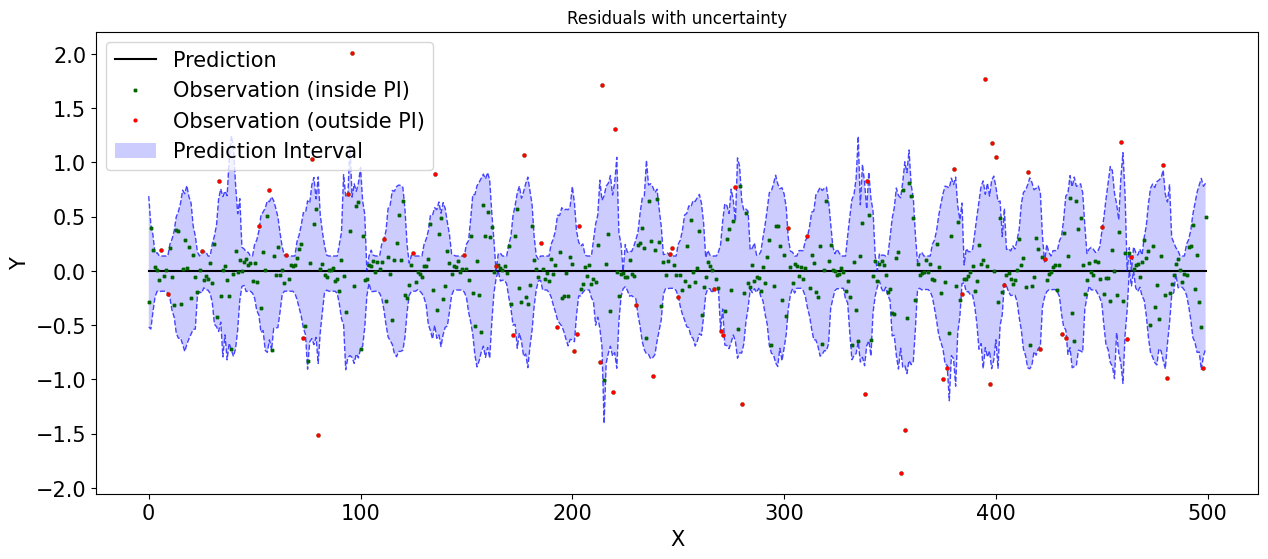 Residuals with uncertainty
Prediction
Observation (inside PI)
Observation (outside PI)
Prediction Interval
2.0
1.5
1.0
0.5
0.0
−0.5
−1.0
−1.5
−2.0
Y
0 100 200 300 400 500
X